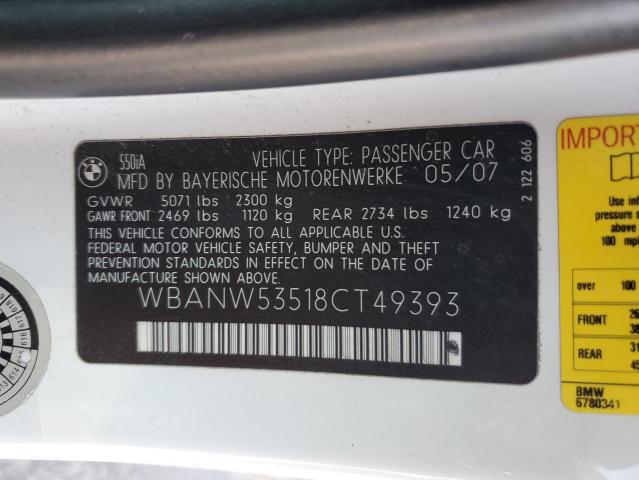 BMW
550iA
VEHICLE TYPE: PASSENGER CAR
MFD BY BAYERISCHE MOTORENWERKE 05/07
GVWR 5071 lbs 2300 kg
GAWR FRONT 2469 lbs 1120 kg REAR 2734 lbs 1240 kg
THIS VEHICLE CONFORMS TO ALL APPLICABLE U.S.
FEDERAL MOTOR VEHICLE SAFETY, BUMPER AND THEFT
PREVENTION STANDARDS IN EFFECT ON THE DATE OF
MANUFACTURE SHOWN ABOVE.
WBANW53518CT49393
2 122 606
IMPOR
Use
pressure
above
100 mp
over 100
FRONT
REAR
BMW
6780341